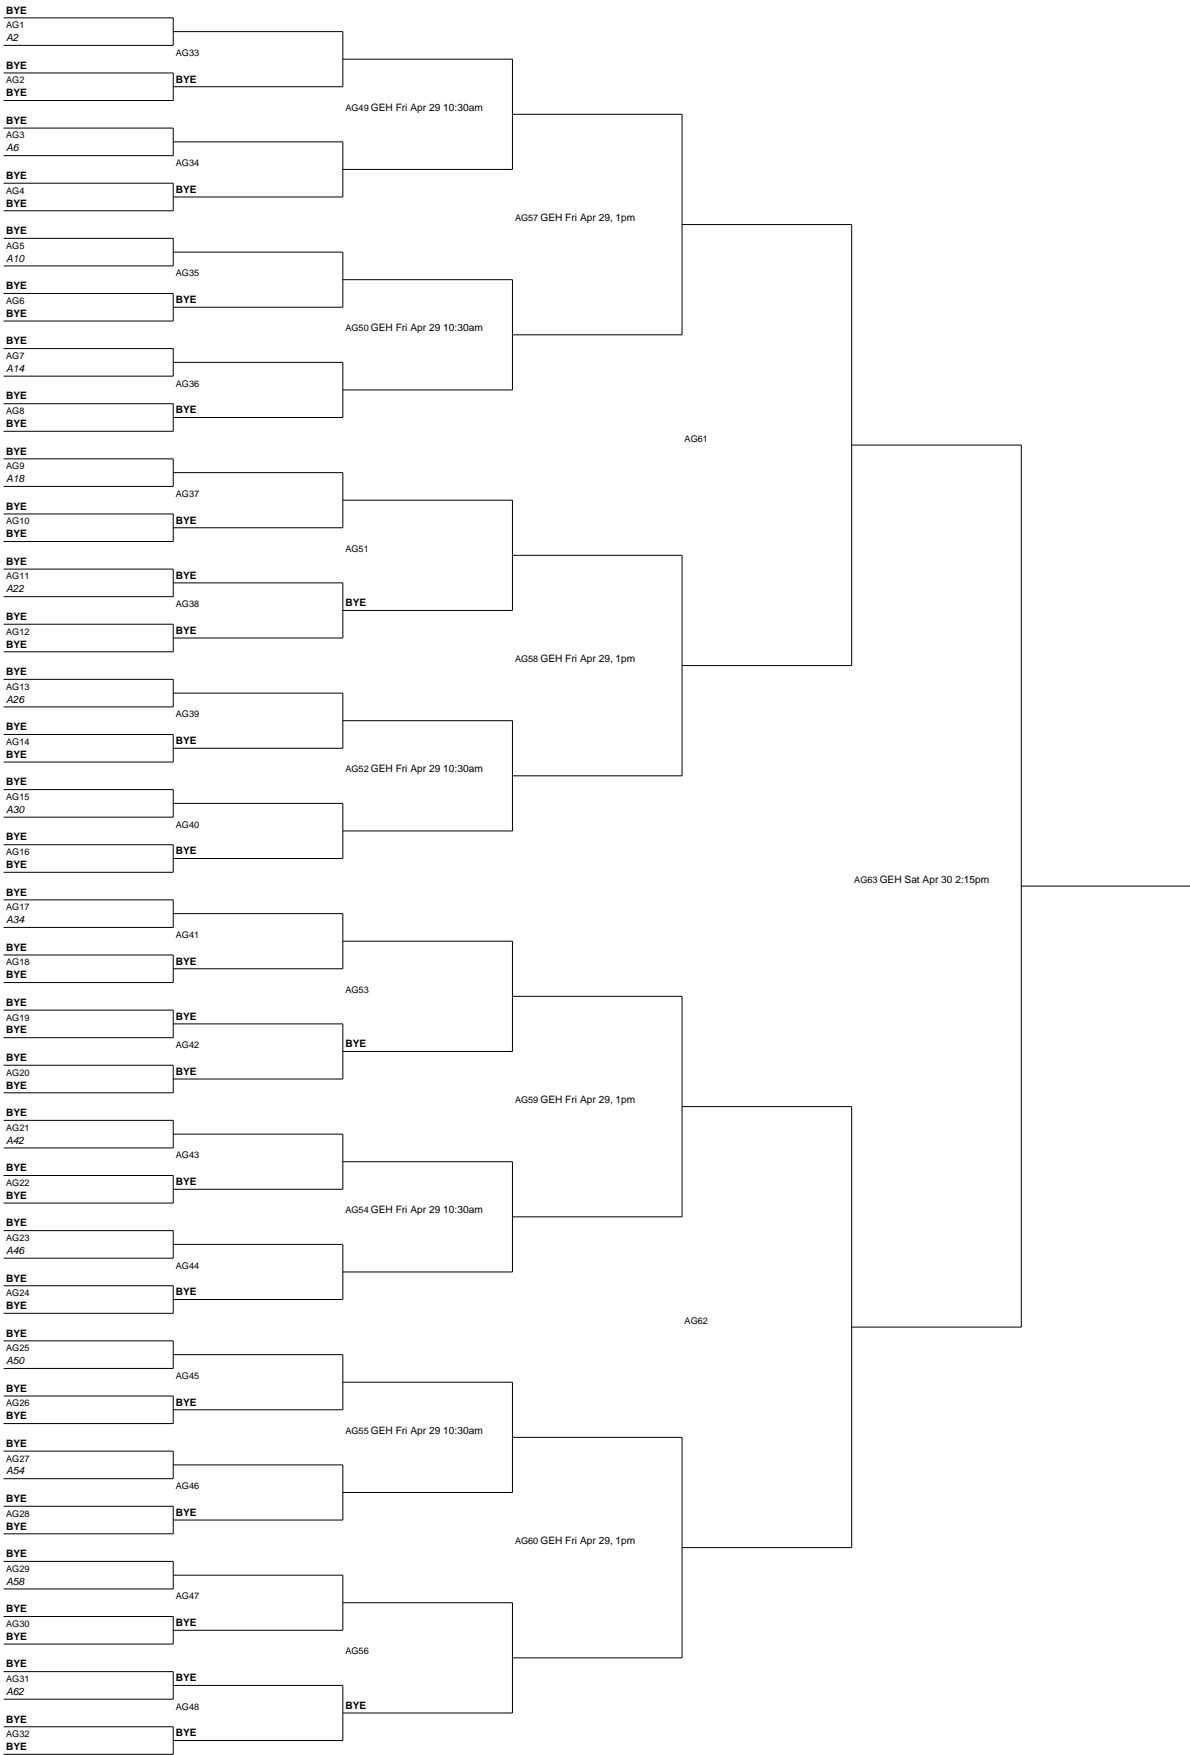 BYE
AG1
A2
AG33
BYE
AG2
BYE
BYE
AG49 GEH Fri Apr 29 10:30am
BYE
AG3
A6
AG34
BYE
AG4
BYE
BYE
AG57 GEH Fri Apr 29, 1pm
BYE
AG5
A10
AG35
BYE
AG6
BYE
BYE
AG50 GEH Fri Apr 29 10:30am
BYE
AG7
A14
AG36
BYE
AG8
BYE
BYE
AG61
BYE
AG9
A18
AG37
BYE
AG10
BYE
BYE
AG51
BYE
AG11
BYE
A22
AG38
BYE
BYE
AG12
BYE
BYE
AG58 GEH Fri Apr 29, 1pm
BYE
AG13
A26
AG39
BYE
AG14
BYE
BYE
AG52 GEH Fri Apr 29 10:30am
BYE
AG15
A30
AG40
BYE
AG16
BYE
BYE
AG63 GEH Sat Apr 30 2:15pm
BYE
AG17
A34
AG41
BYE
AG18
BYE
BYE
AG53
BYE
AG19
BYE
BYE
AG42
BYE
BYE
AG20
BYE
BYE
AG59 GEH Fri Apr 29, 1pm
BYE
AG21
A42
AG43
BYE
AG22
BYE
BYE
AG54 GEH Fri Apr 29 10:30am
BYE
AG23
A46
AG44
BYE
AG24
BYE
BYE
AG62
BYE
AG25
A50
AG45
BYE
AG26
BYE
BYE
AG55 GEH Fri Apr 29 10:30am
BYE
AG27
A54
AG46
BYE
AG28
BYE
BYE
AG60 GEH Fri Apr 29, 1pm
BYE
AG29
A58
AG47
BYE
AG30
BYE
BYE
AG56
BYE
AG31
BYE
A62
AG48
BYE
BYE
AG32
BYE
BYE